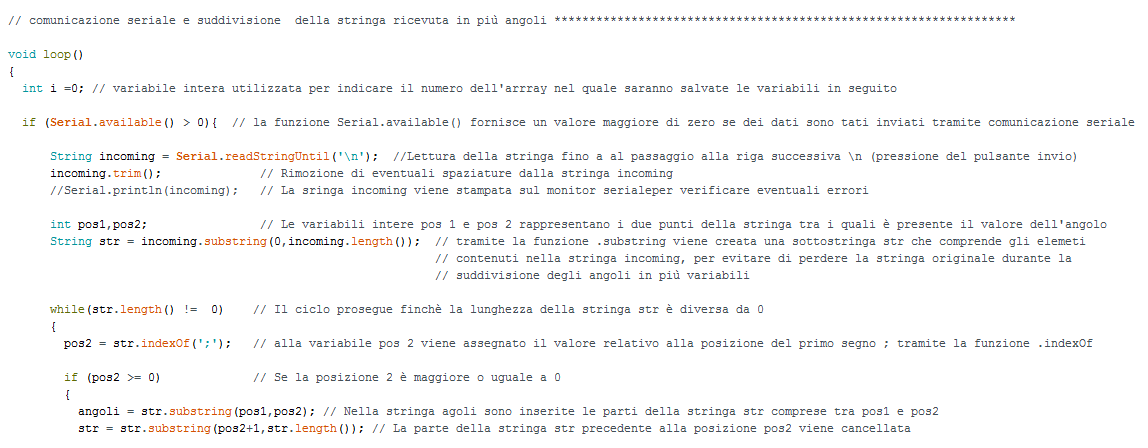 // comunicazione seriale e suddivisione  della stringa ricevuta in più angoli ******************************************************************
void loop()
{
int i =0; // variabile intera utilizzata per indicare il numero dell'arrray nel quale saranno salvate le variabili in seguito
if (Serial.available() > 0){  // la funzione Serial.available() fornisce un valore maggiore di zero se dei dati sono tati inviati tramite comunicazione seriale
String incoming = Serial.readStringUntil('\n');  //Lettura della stringa fino a al passaggio alla riga successiva \n (pressione del pulsante invio)
incoming.trim();              // Rimozione di eventuali spaziature dalla stringa incoming
//Serial.println(incoming);   // La sringa incoming viene stampata sul monitor serialeper verificare eventuali errori
int pos1,pos2;                // Le variabili intere pos 1 e pos 2 rappresentano i due punti della stringa tra i quali è presente il valore dell'angolo
String str = incoming.substring(0,incoming.length());  // tramite la funzione .substring viene creata una sottostringa str che comprende gli elemeti
// contenuti nella stringa incoming, per evitare di perdere la stringa originale durante la
// suddivisione degli angoli in più variabili
while(str.length() !=  0)    // Il ciclo prosegue finchè la lunghezza della stringa str è diversa da 0
{
pos2 = str.indexOf(';');   // alla variabile pos 2 viene assegnato il valore relativo alla posizione del primo segno ; tramite la funzione .indexOf
if (pos2 >= 0)             // Se la posizione 2 è maggiore o uguale a 0
{
angoli = str.substring(pos1,pos2); // Nella stringa agoli sono inserite le parti della stringa str comprese tra pos1 e pos2
str = str.substring(pos2+1,str.length()); // La parte della stringa str precedente alla posizione pos2 viene cancellata